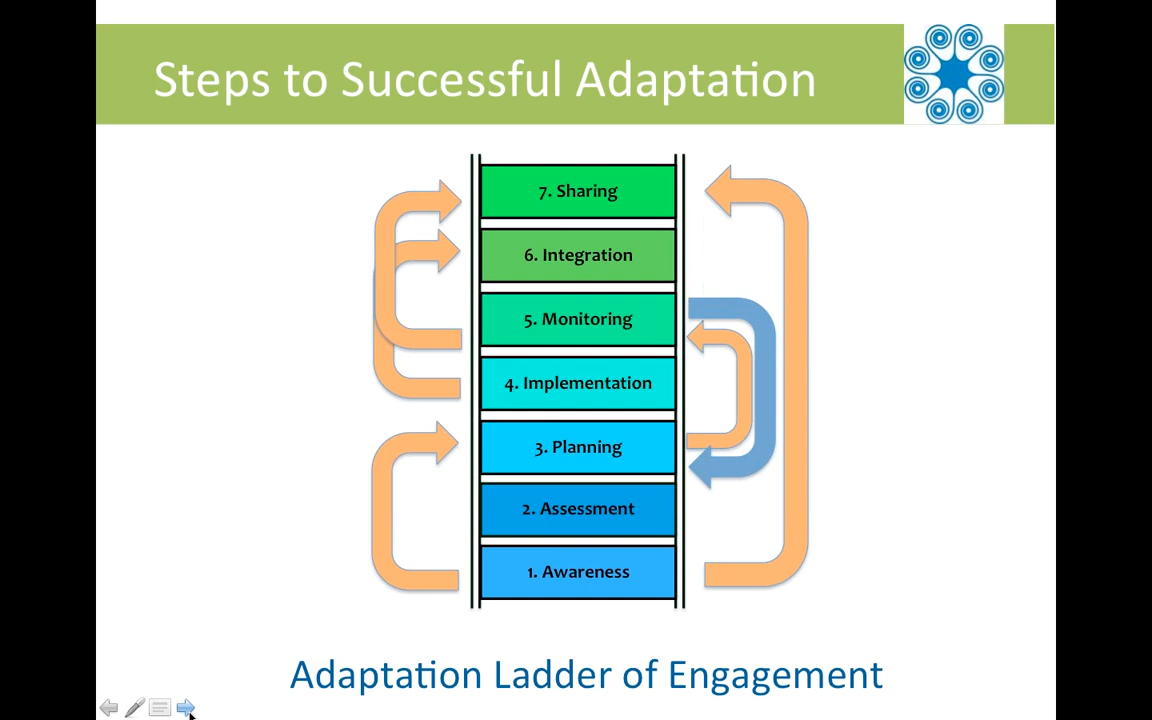 Steps to Successful Adaptation
7. Sharing
6. Integration
5. Monitoring
4. Implementation
3. Planning
2. Assessment
1. Awareness
Adaptation Ladder of Engagement